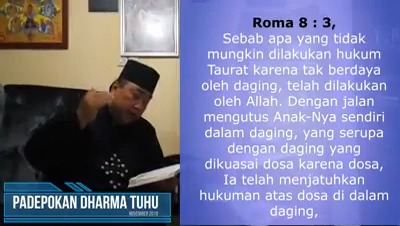 Roma 8 : 3,
Sebab apa yang tidak
mungkin dilakukan hukum
Taurat karena tak berdaya
oleh daging, telah dilakukan
oleh Allah. Dengan jalan
mengutus Anak-Nya sendiri
dalam daging, yang serupa
dengan daging yang
dikuasai dosa karena dosa,
Ia telah menjatuhkan
hukuman atas dosa di dalam
daging,
PADEPOKAN DHARMA TUHU
NOVEMBER 2019